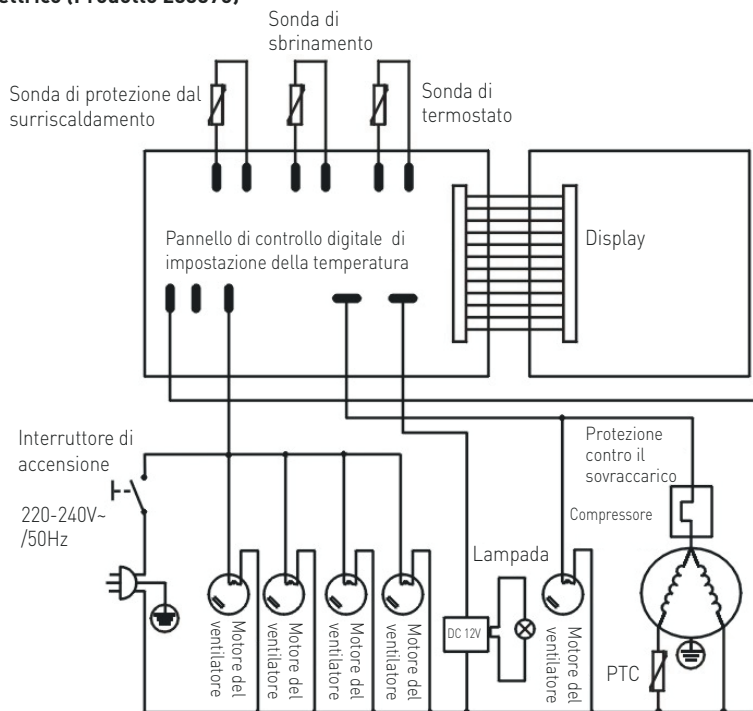 Sonda di
sbrinamento
Sonda di protezione dal
surriscaldamento
Sonda di
termostato
Pannello di controllo digitale di
impostazione della temperatura
Display
Interruttore di
accensione
220-240V~
/50Hz
Protezione
contro il
sovraccarico
Compressore
Lampada
DC 12V
Motore del
ventilatore
Motore del
ventilatore
Motore del
ventilatore
Motore del
ventilatore
Motore del
ventilatore
PTC